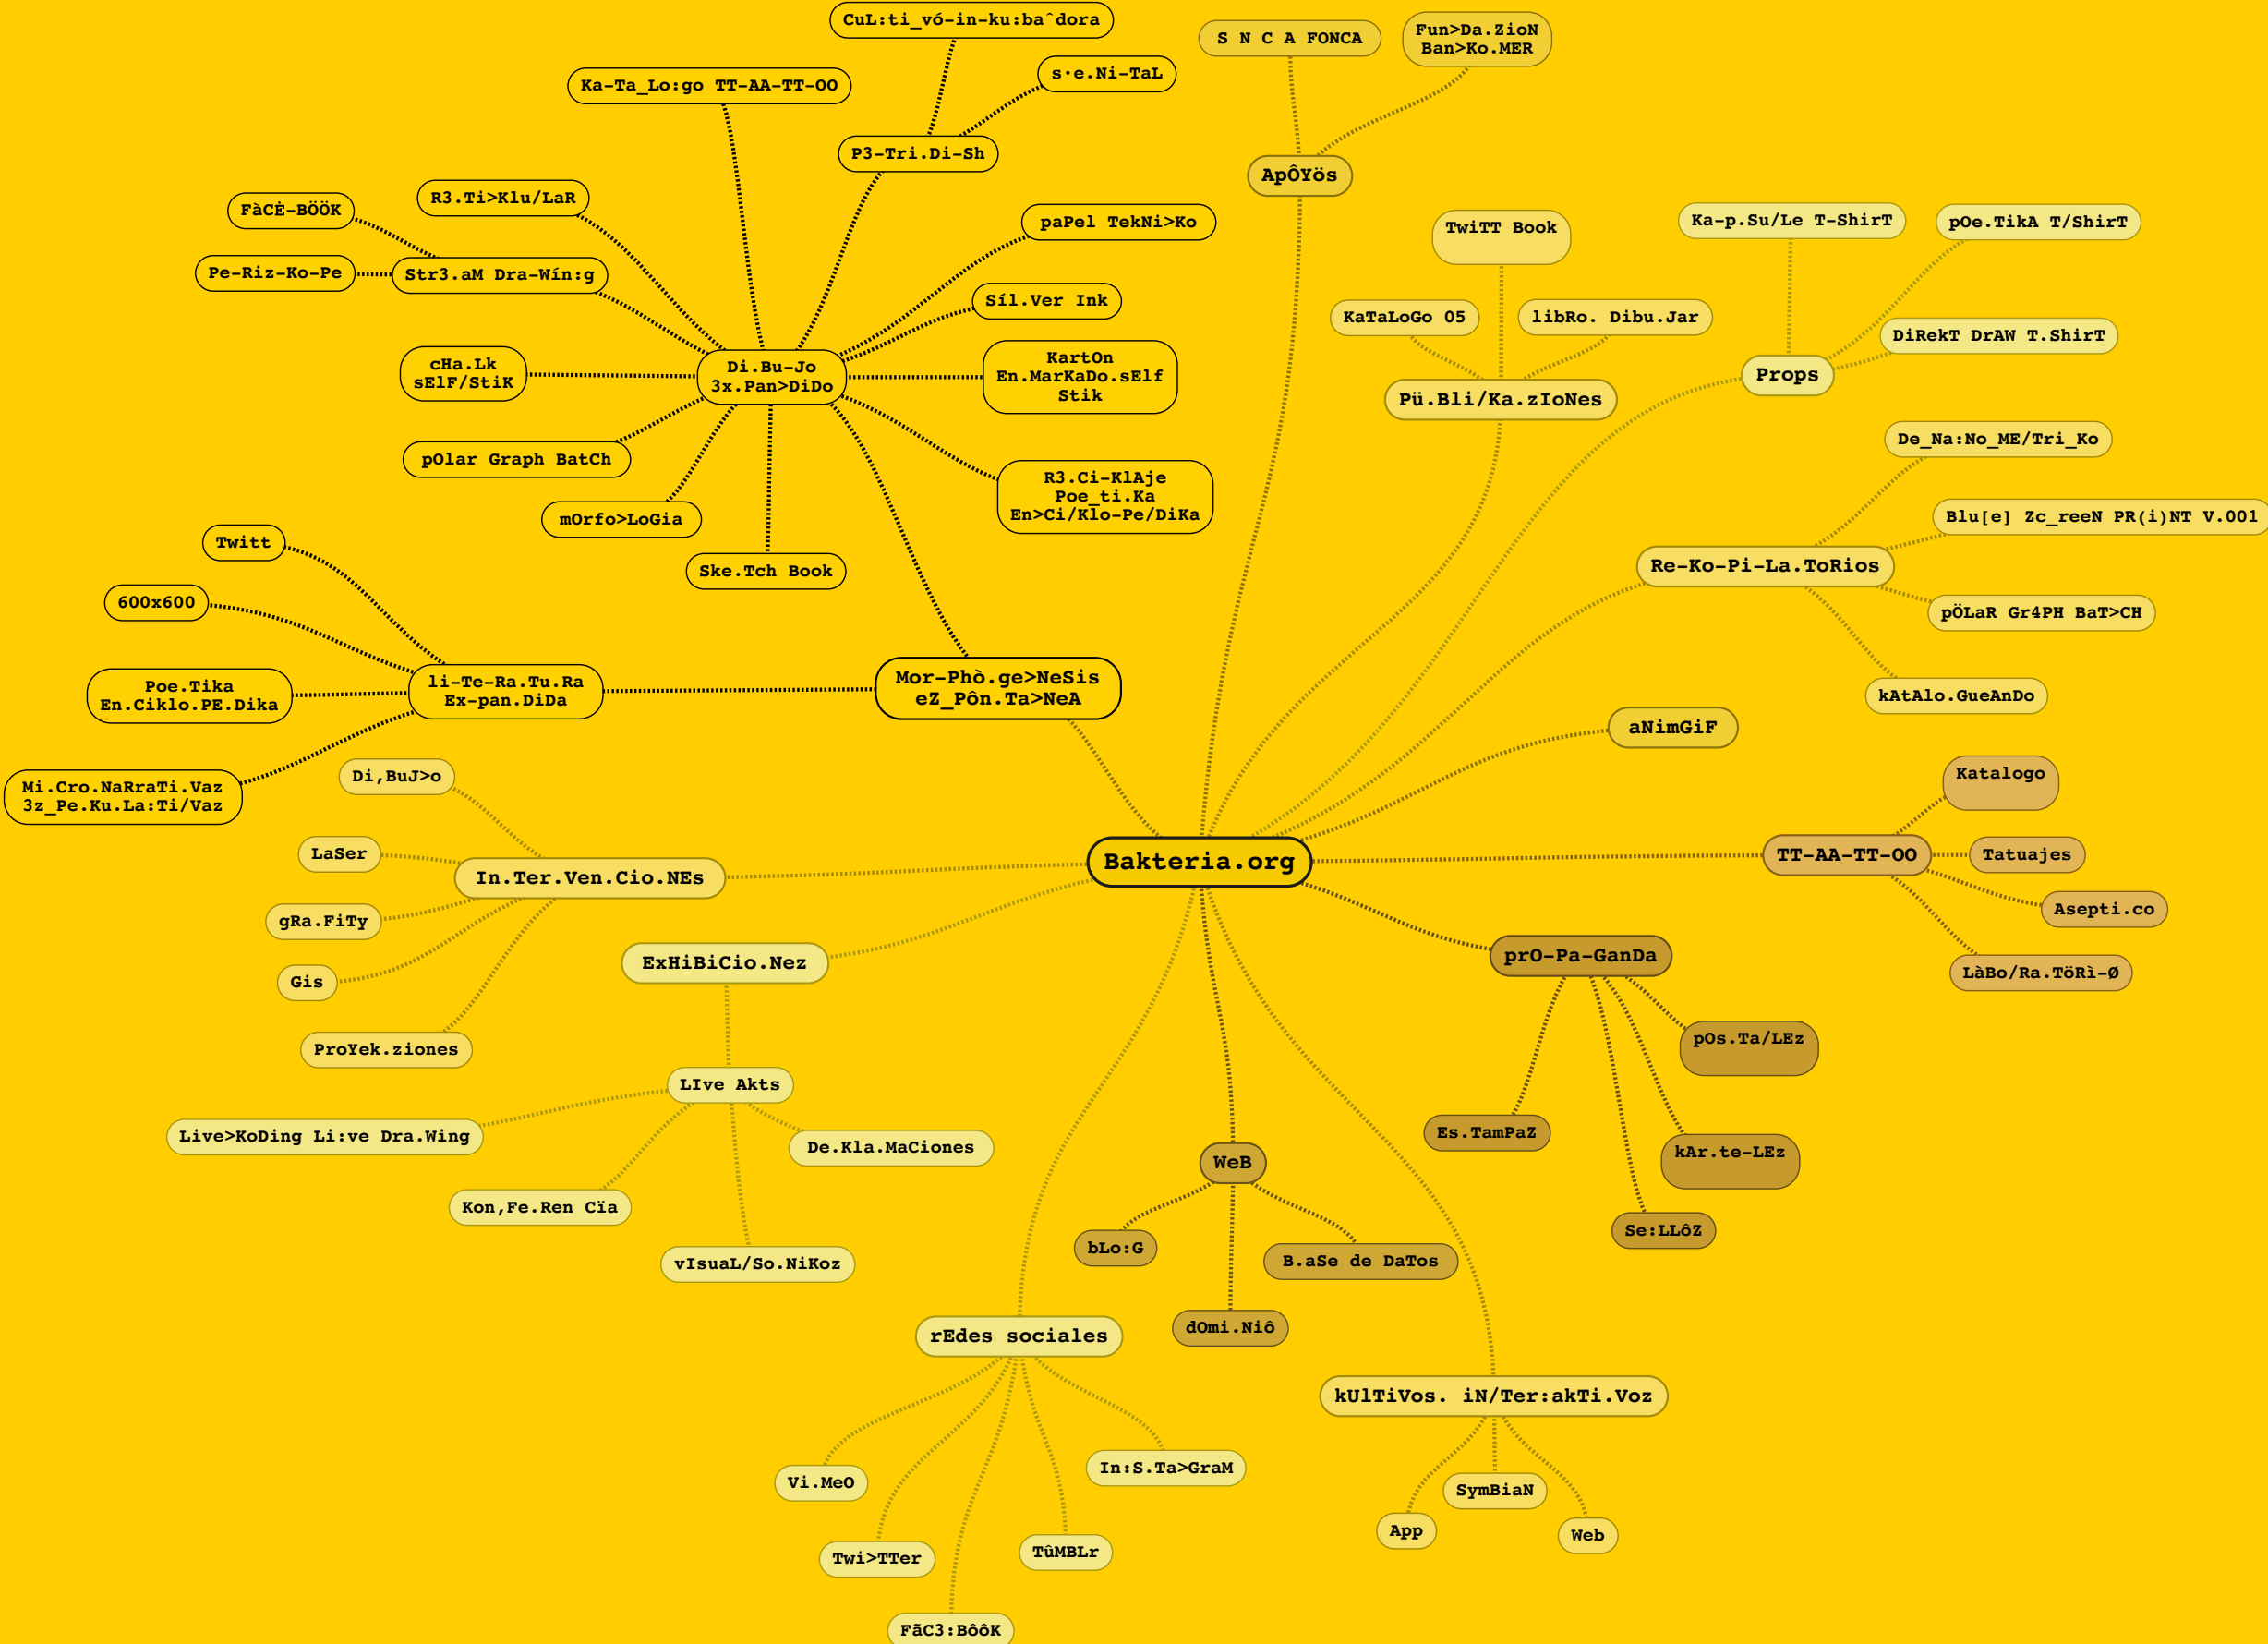 CuL:ti_vó-in-ku:baˆdora
S N C A FONCA
Fun>Da.ZioN
Ban>Ko.MER
Ka-Ta_Lo:go TT-AA-TT-OO
s·e.Ni-TaL
P3-Tri.Di-Sh
ApÔYös
FàCĖ-BÖÖK
R3.Ti>Klu/LaR
paPel TekNi>Ko
TwiTT Book
Ka-p.Su/Le T-ShirT
pOe.TikA T/ShirT
Pe-Riz-Ko-Pe
Str3.aM Dra-Wín:g
Síl.Ver Ink
KaTaLoGo 05
libRo. Dibu.Jar
DiRekT DrAW T.ShirT
cHa.Lk
sElF/StiK
Di.Bu-Jo
3x.Pan>DiDo
KartOn
En.MarKaDo.sElf
Stik
Pü.Bli/Ka.zIoNes
Props
pOlar Graph BatCh
De_Na:No_ME/Tri_Ko
mOrfo>LoGia
R3.Ci-KlAje
Poe_ti.Ka
En>Ci/Klo-Pe/DiKa
Blu[e] Zc_reeN PR(i)NT V.001
Twitt
Ske.Tch Book
Re-Ko-Pi-La.ToRios
600x600
pÖLaR Gr4PH BaT>CH
Poe.Tika
En.Ciklo.PE.Dika
li-Te-Ra.Tu.Ra
Ex-pan.DiDa
Mor-Phò.ge>NeSis
eZ_Pôn.Ta>NeA
kAtAlo.GueAnDo
aNimGiF
Mi.Cro.NaRraTi.Vaz
3z_Pe.Ku.La:Ti/Vaz
Di,BuJ>o
Katalogo
LaSer
In.Ter.Ven.Cio.NEs
Bakteria.org
TT-AA-TT-OO
Tatuajes
gRa.FiTy
Asepti.co
Gis
ExHiBiCio.Nez
prO-Pa-GanDa
LàBo/Ra.TöRì-Ø
ProYek.ziones
pOs.Ta/LEz
LIve Akts
Live>KoDing Li:ve Dra.Wing
De.Kla.MaCiones
Es.TamPaZ
kAr.te-LEz
WeB
Kon,Fe.Ren Cïa
Se:LLôZ
vIsuaL/So.NiKoz
bLo:G
B.aSe de DaTos
dOmi.Niô
rEdes sociales
kUlTiVos. iN/Ter:akTi.Voz
Vi.MeO
In:S.Ta>GraM
SymBiaN
Twi>TTer
TûMBLr
App
Web
FãC3:BôôK